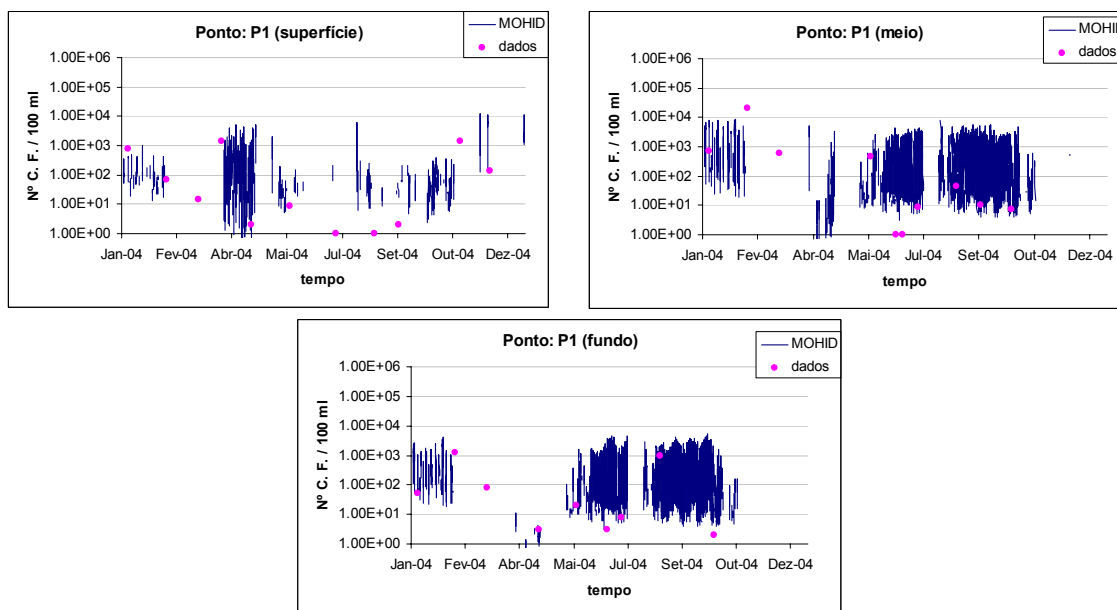 Ponto: P1 (superfície)
MOHID
dados
Nº C. F. / 100 ml
1.00E+06
1.00E+05
1.00E+04
1.00E+03
1.00E+02
1.00E+01
1.00E+00
Jan-04 Fev-04 Abr-04 Mai-04 Jul-04 Ago-04 Set-04 Out-04 Dez-04
tempo
Ponto: P1 (meio)
MOHID
dados
Nº C. F. / 100 ml
1.00E+06
1.00E+05
1.00E+04
1.00E+03
1.00E+02
1.00E+01
1.00E+00
Jan-04 Fev-04 Abr-04 Mai-04 Jul-04 Ago-04 Set-04 Out-04 Dez-04
tempo
Ponto: P1 (fundo)
MOHID
dados
Nº C. F. / 100 ml
1.00E+06
1.00E+05
1.00E+04
1.00E+03
1.00E+02
1.00E+01
1.00E+00
Jan-04 Fev-04 Abr-04 Mai-04 Jul-04 Set-04 Out-04 Dez-04
tempo